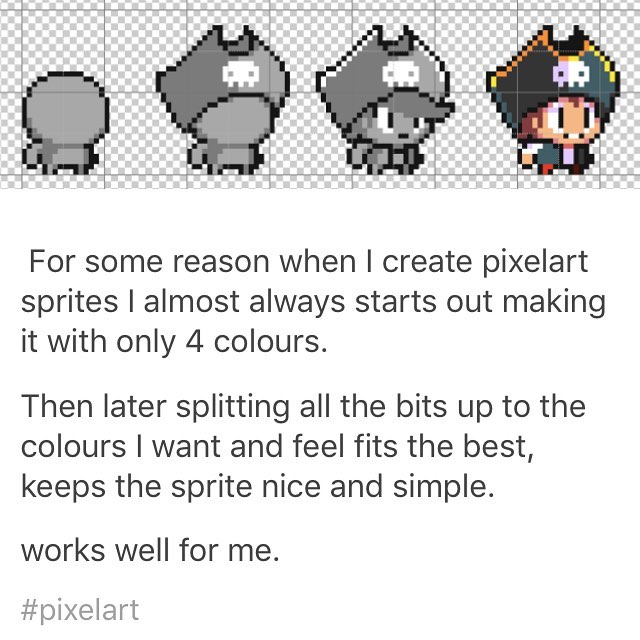 For some reason when I create pixelart
sprites I almost always starts out making
it with only 4 colours.
Then later splitting all the bits up to the
colours I want and feel fits the best,
keeps the sprite nice and simple.
works well for me.
#pixelart